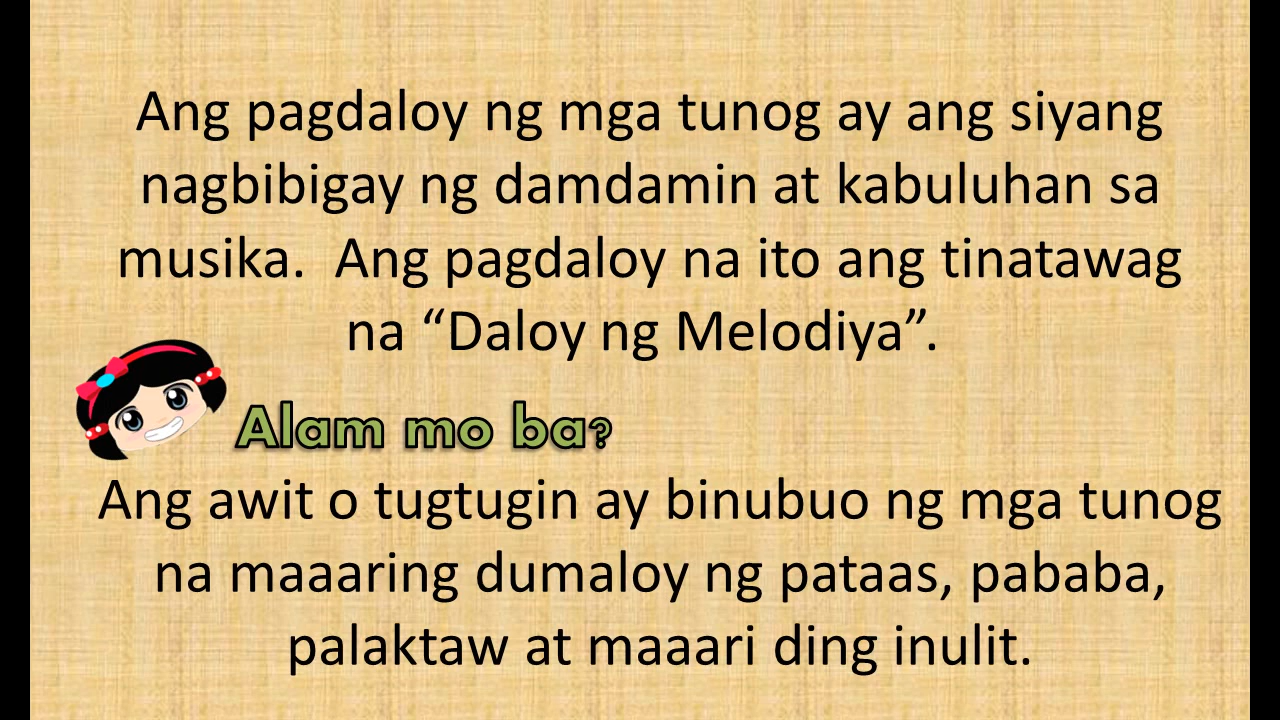 Ang pagdaloy ng mga tunog ay ang siyang
nagbibigay ng damdamin at kabuluhan sa
musika.  Ang pagdaloy na ito ang tinatawag
na “Daloy ng Melodiya”.
Alam mo ba?
Ang awit o tugtugin ay binubuo ng mga tunog
na maaaring dumaloy ng pataas, pababa,
palaktaw at maaari ding inulit.